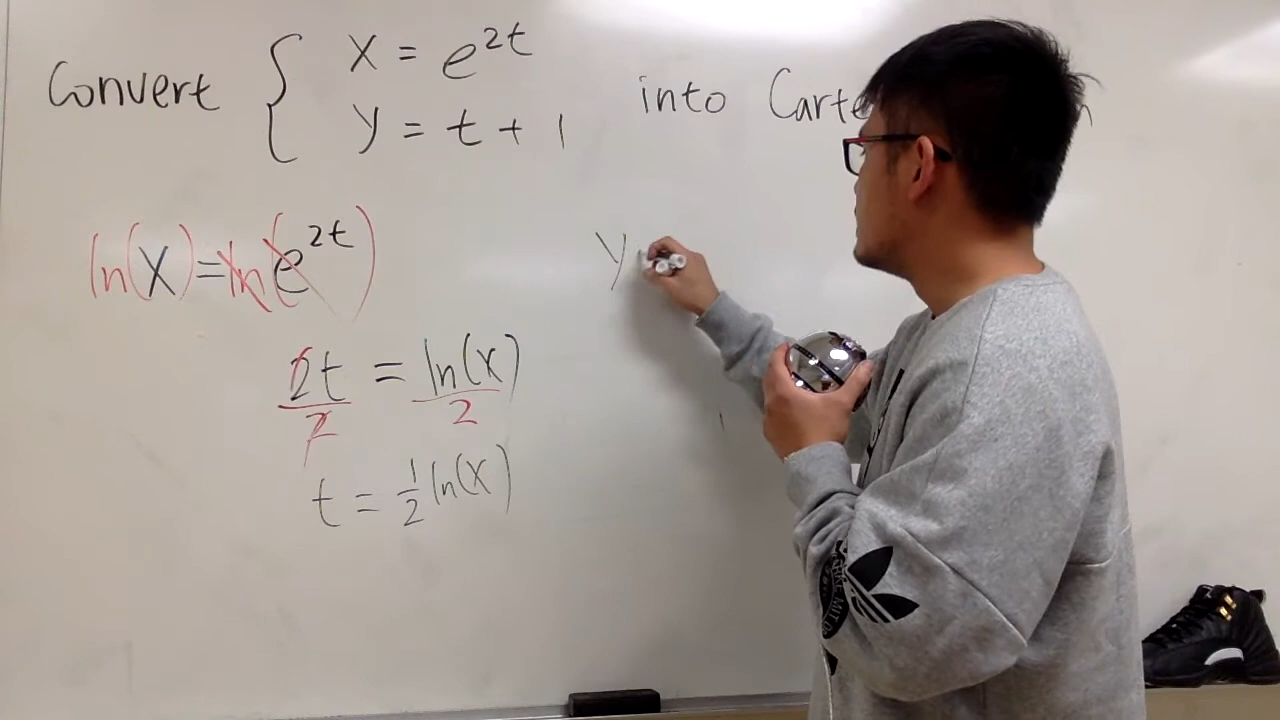 Convert { x = e^{2t}
y = t + 1
into Carte
ln(x) = ln(e^{2t})
2t/2 = ln(x)/2
t = 1/2 ln(x)
y